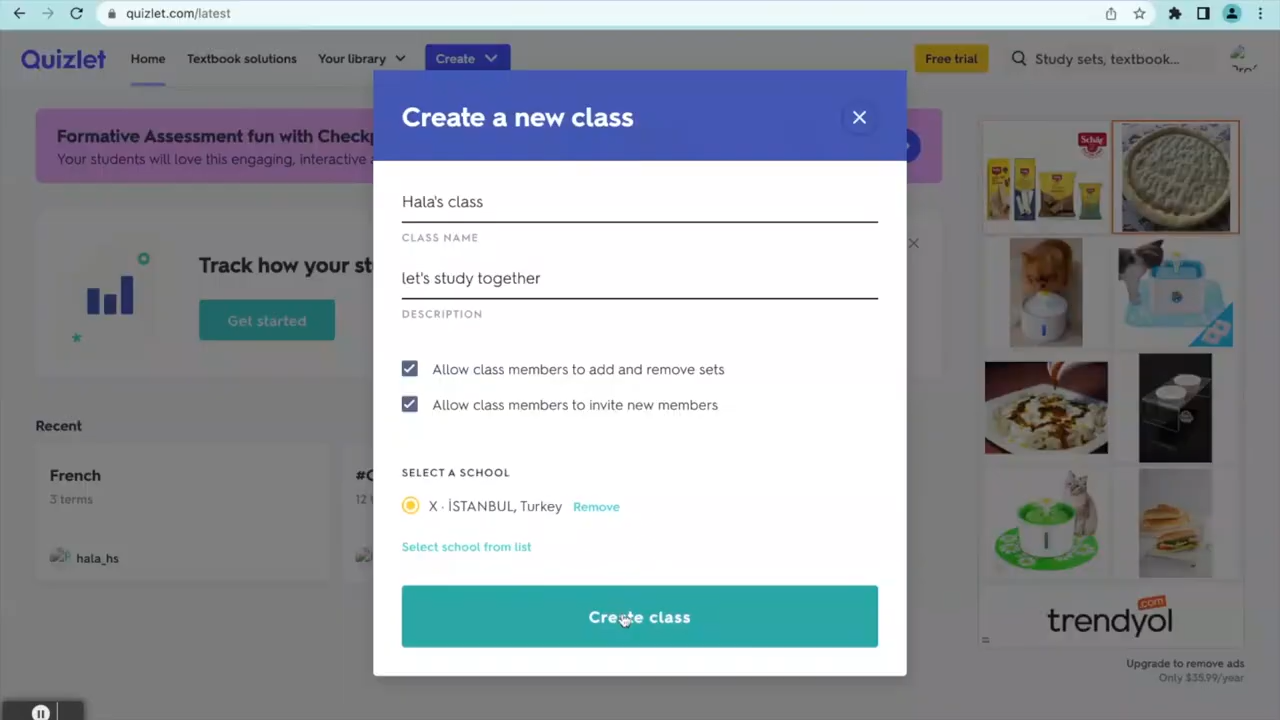 quizlet.com/latest
Quizlet
Home
Textbook solutions
Your library
Create
Free trial
Study sets, textbook...
Create a new class
Formative Assessment fun with Checkp
Your students will love this engaging, interactive a
Hala's class
CLASS NAME
Track how your st
Get started
let's study together
DESCRIPTION
Allow class members to add and remove sets
Allow class members to invite new members
Recent
French
3 terms
hala_hs
12 t
SELECT A SCHOOL
X · İSTANBUL, Turkey
Remove
Select school from list
Create class
Schär
trendyol
.com
Upgrade to remove ads
Only $35.99/year